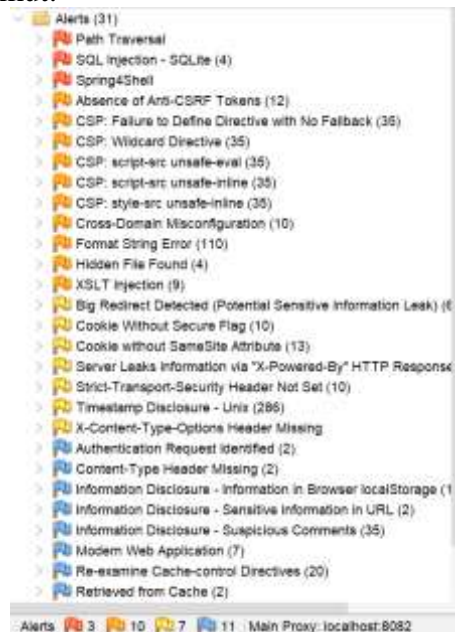 Alerts (31)
Path Traversal
SQL Injection - SQLite (4)
Spring4Shell
Absence of Anti-CSRF Tokens (12)
CSP: Failure to Define Directive with No Fallback (35)
CSP: Wildcard Directive (35)
CSP: script-src unsafe-eval (35)
CSP: script-src unsafe-inline (35)
CSP: style-src unsafe-inline (35)
Cross-Domain Misconfiguration (10)
Format String Error (110)
Hidden File Found (4)
XSLT Injection (9)
Big Redirect Detected (Potential Sensitive Information Leak) (
Cookie Without Secure Flag (10)
Cookie without SameSite Attribute (13)
Server Leaks Information via "X-Powered-By" HTTP Response
Strict-Transport-Security Header Not Set (10)
Timestamp Disclosure - Unix (286)
X-Content-Type-Options Header Missing
Authentication Request Identified (2)
Content-Type Header Missing (2)
Information Disclosure - Information in Browser localStorage (1
Information Disclosure - Sensitive Information in URL (2)
Information Disclosure - Suspicious Comments (35)
Modern Web Application (7)
Re-examine Cache-control Directives (20)
Retrieved from Cache (2)
Alerts 3 10 7 11 Main Proxy: localhost:8082